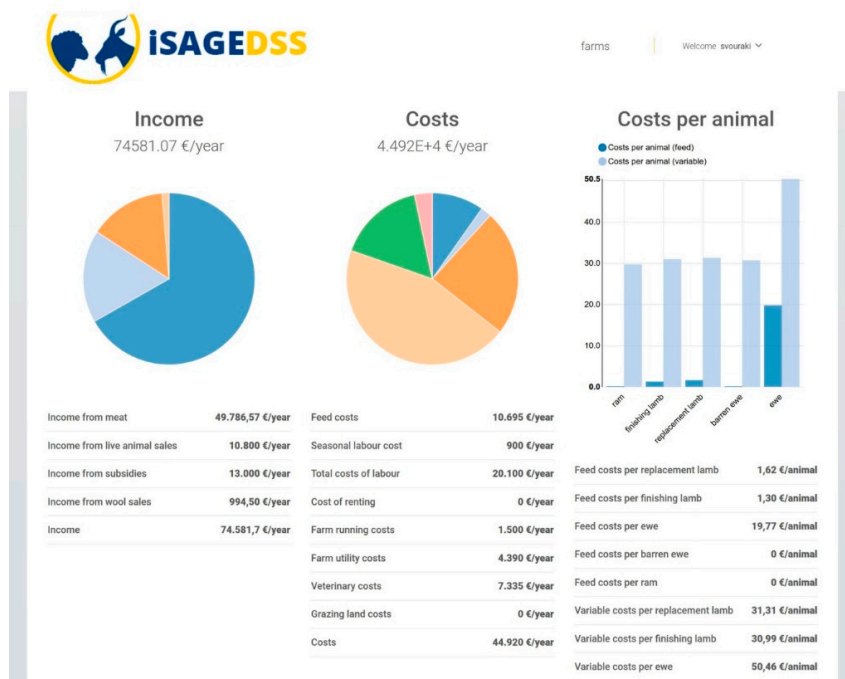 iSAGEDSS
farms
Welcome svouraki
Income
74581.07 €/year
Costs
4.492E+4 €/year
Costs per animal
Costs per animal (feed)
Costs per animal (variable)
50.5
40.0
30.0
20.0
10.0
0.0
ram
finishing lamb
replacement lamb
barren ewe
ewe
Income from meat 49.786,57 €/year
Income from live animal sales 10.800 €/year
Income from subsidies 13.000 €/year
Income from wool sales 994,50 €/year
Income 74.581,7 €/year
Feed costs 10.695 €/year
Seasonal labour cost 900 €/year
Total costs of labour 20.100 €/year
Cost of renting 0 €/year
Farm running costs 1.500 €/year
Farm utility costs 4.390 €/year
Veterinary costs 7.335 €/year
Grazing land costs 0 €/year
Costs 44.920 €/year
Feed costs per replacement lamb 1,62 €/animal
Feed costs per finishing lamb 1,30 €/animal
Feed costs per ewe 19,77 €/animal
Feed costs per barren ewe 0 €/animal
Feed costs per ram 0 €/animal
Variable costs per replacement lamb 31,31 €/animal
Variable costs per finishing lamb 30,99 €/animal
Variable costs per ewe 50,46 €/animal